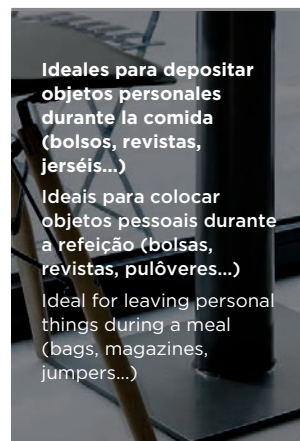 Ideales para depositar
objetos personales
durante la comida
(bolsos, revistas,
jerséis...)
Ideais para colocar
objetos pessoais durante
a refeição (bolsas,
revistas, pulôveres...)
Ideal for leaving personal
things during a meal
(bags, magazines,
jumpers...)